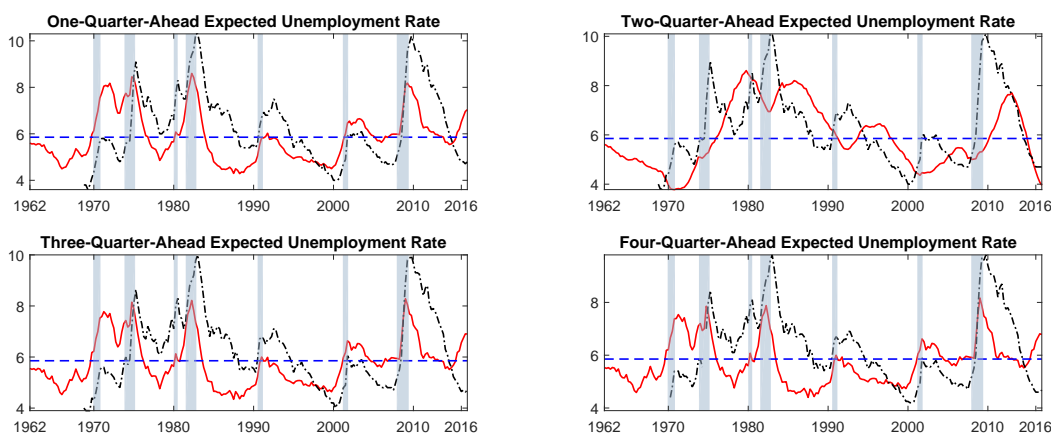 One-Quarter-Ahead Expected Unemployment Rate
10
8
6
4
1962 1970 1980 1990 2000 2010 2016
Two-Quarter-Ahead Expected Unemployment Rate
10
8
6
4
1962 1970 1980 1990 2000 2010 2016
Three-Quarter-Ahead Expected Unemployment Rate
10
8
6
4
1962 1970 1980 1990 2000 2010 2016
Four-Quarter-Ahead Expected Unemployment Rate
8
6
4
1962 1970 1980 1990 2000 2010 2016